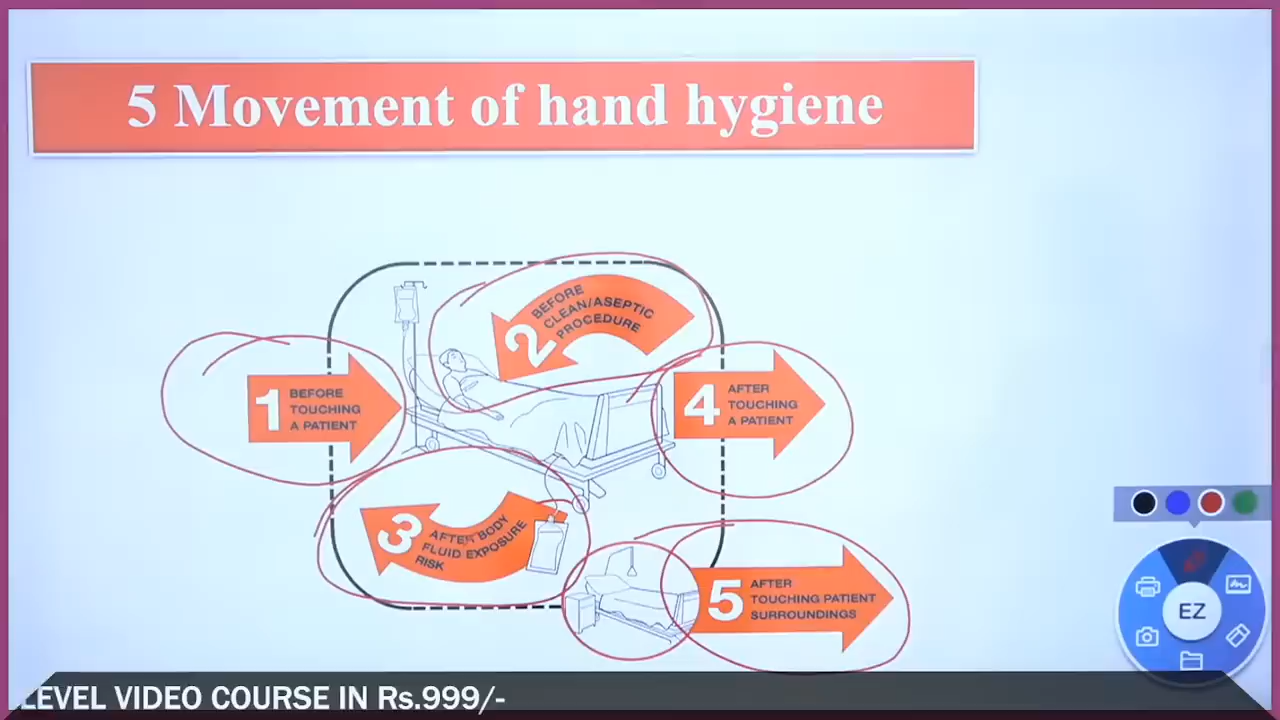 5 Movement of hand hygiene
2
BEFORE
CLEAN/ASEPTIC
PROCEDURE
1
BEFORE
TOUCHING
A PATIENT
4
AFTER
TOUCHING
A PATIENT
3
AFTER BODY
FLUID EXPOSURE
RISK
5
AFTER
TOUCHING PATIENT
SURROUNDINGS
EZ
LEVEL VIDEO COURSE IN Rs.999/-